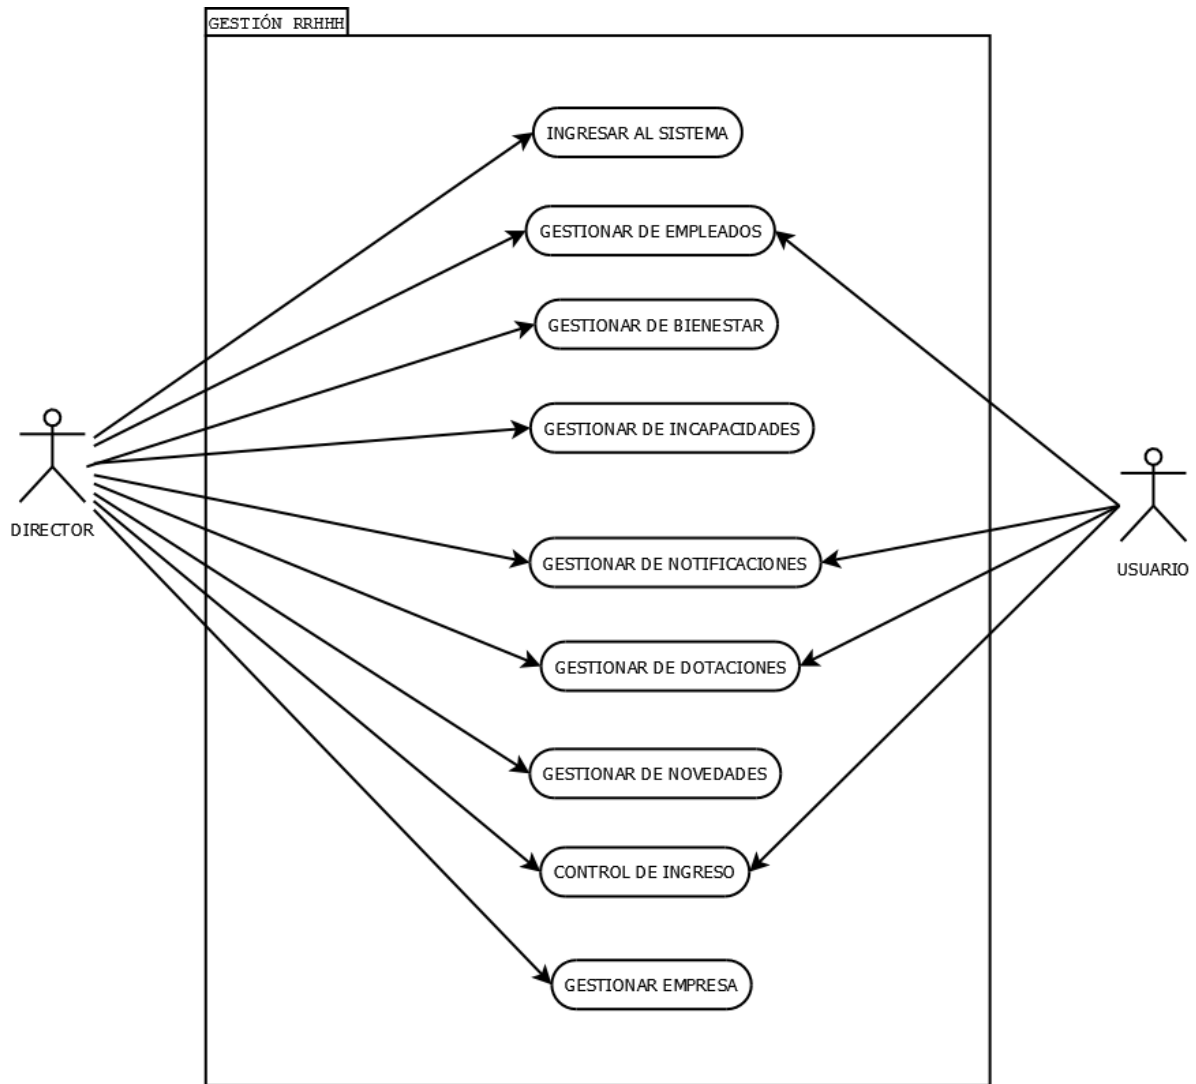 GESTIÓN RRHHH
INGRESAR AL SISTEMA
GESTIONAR DE EMPLEADOS
GESTIONAR DE BIENESTAR
GESTIONAR DE INCAPACIDADES
DIRECTOR
GESTIONAR DE NOTIFICACIONES
USUARIO
GESTIONAR DE DOTACIONES
GESTIONAR DE NOVEDADES
CONTROL DE INGRESO
GESTIONAR EMPRESA